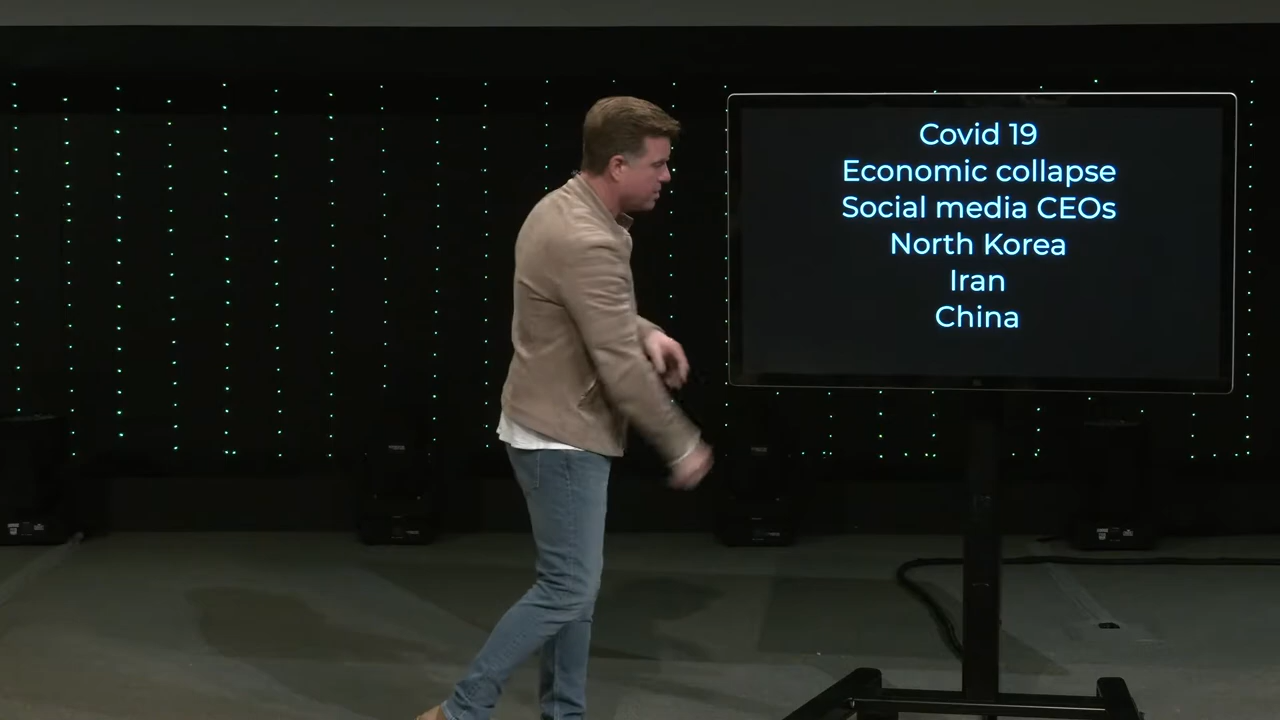 Covid 19
Economic collapse
Social media CEOs
North Korea
Iran
China